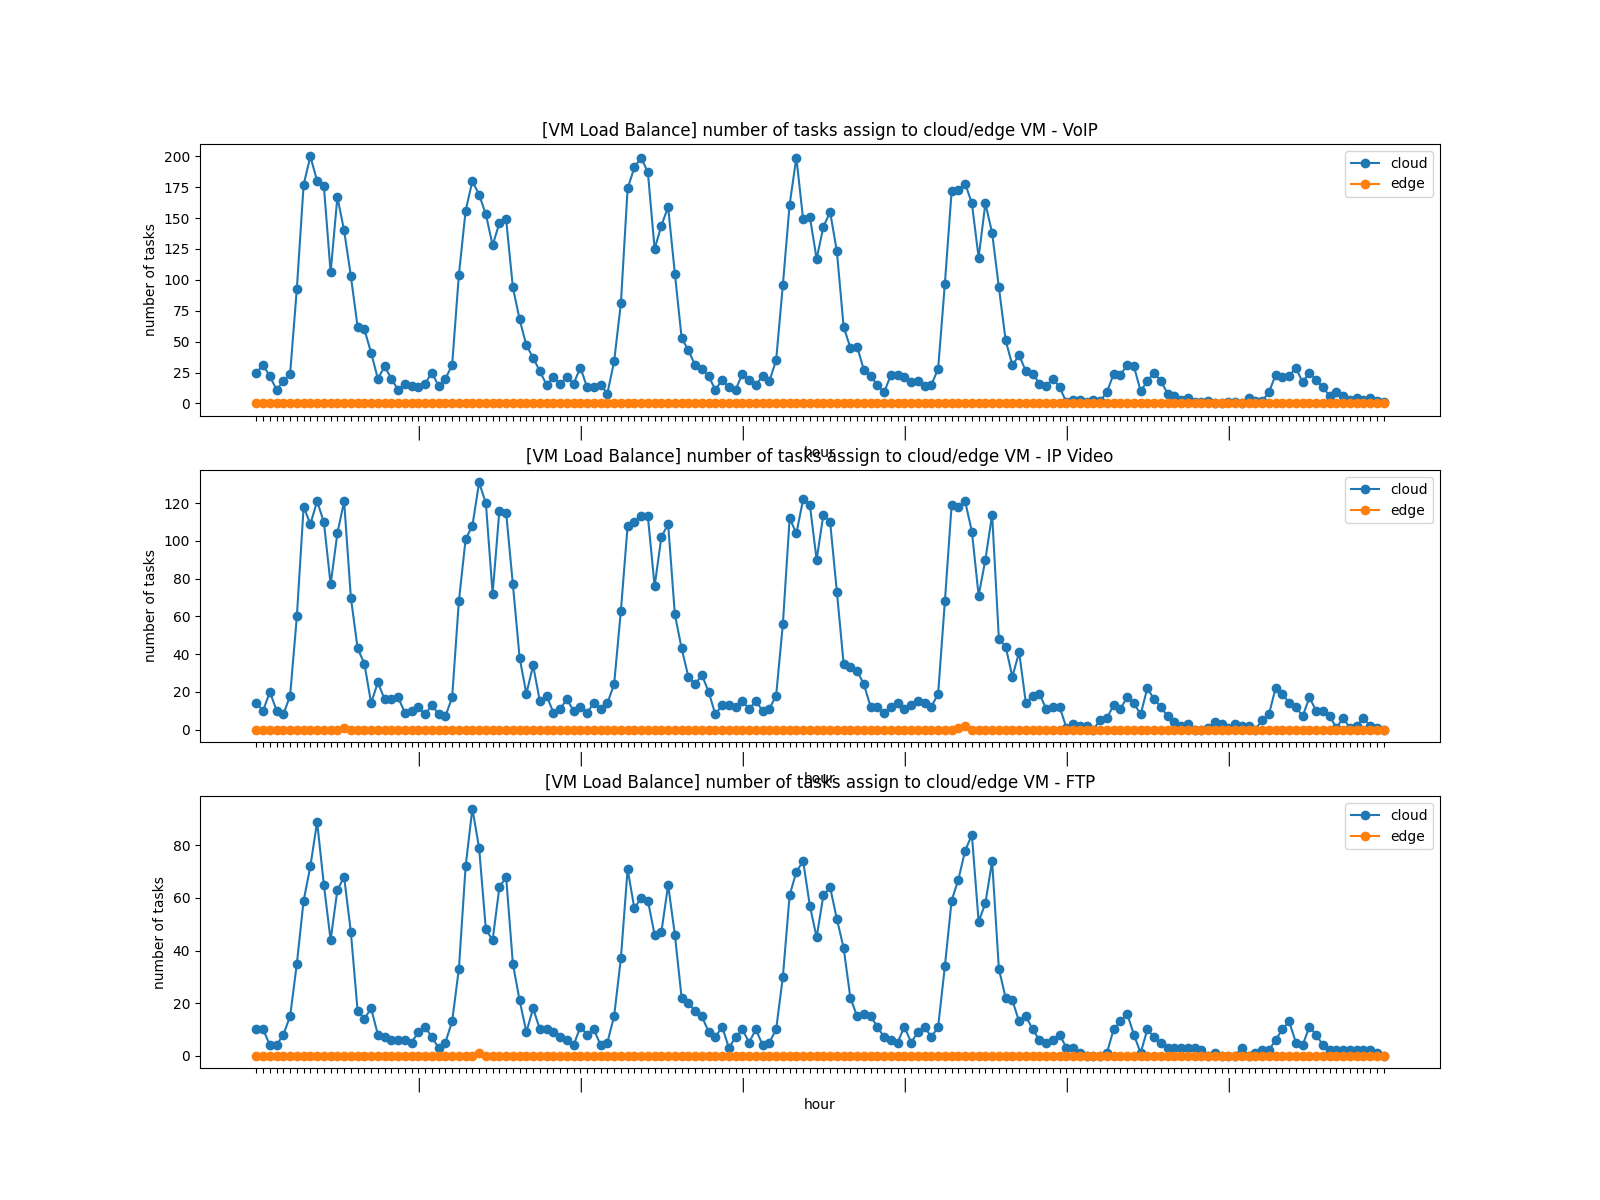 [VM Load Balance] number of tasks assign to cloud/edge VM - VoIP
number of tasks
200
175
150
125
100
75
50
25
0
cloud
edge
hour
[VM Load Balance] number of tasks assign to cloud/edge VM - IP Video
number of tasks
120
100
80
60
40
20
0
cloud
edge
hour
[VM Load Balance] number of tasks assign to cloud/edge VM - FTP
number of tasks
80
60
40
20
0
cloud
edge
hour